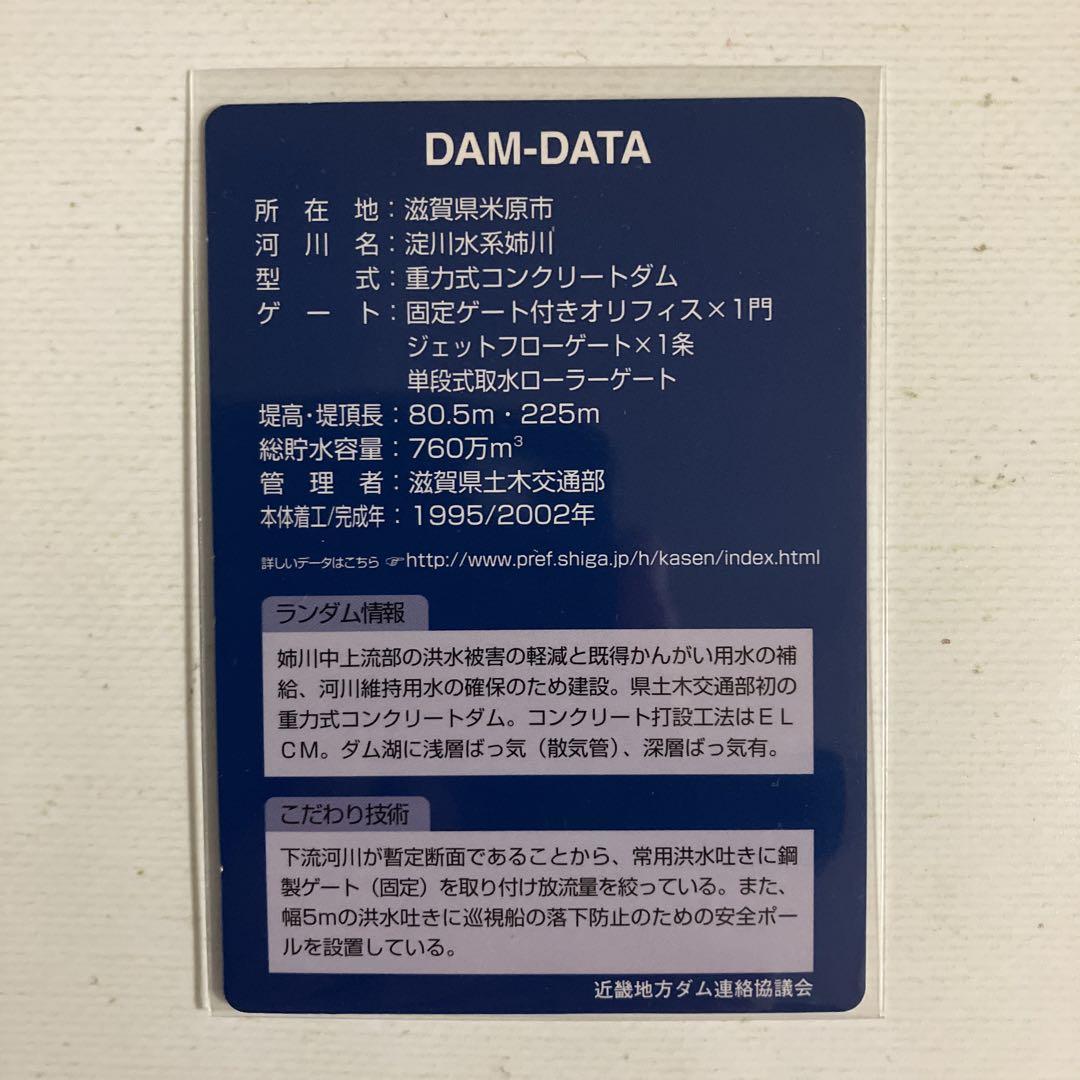 DAM-DATA
所在地：滋賀県米原市
河川名：淀川水系姉川
型式：重力式コンクリートダム
ゲート：固定ゲート付きオリフィス×1門
ジェットフローゲート×1条
単段式取水ローラーゲート
堤高・堤頂長：80.5m・225m
総貯水容量：760万m³
管理者：滋賀県土木交通部
本体着工/完成年：1995/2002年
詳しいデータはこちら ☞http://www.pref.shiga.jp/h/kasen/index.html
ランダム情報
姉川中上流部の洪水被害の軽減と既得かんがい用水の補
給、河川維持用水の確保のため建設。県土木交通部初の
重力式コンクリートダム。コンクリート打設工法はＥＬ
ＣＭ。ダム湖に浅層ばっ気（散気管）、深層ばっ気有。
こだわり技術
下流河川が暫定断面であることから、常用洪水吐きに鋼
製ゲート（固定）を取り付け放流量を絞っている。また、
幅5mの洪水吐きに巡視船の落下防止のための安全ポー
ルを設置している。
近畿地方ダム連絡協議会